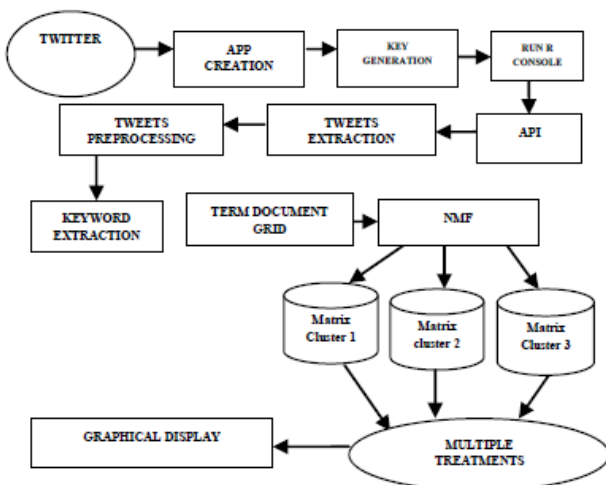 TWITTER
APP
CREATION
KEY
GENERATION
RUN R
CONSOLE
TWEETS
PREPROCESSING
TWEETS
EXTRACTION
API
KEYWORD
EXTRACTION
TERM DOCUMENT
GRID
NMF
Matrix
Cluster 1
Matrix
cluster 2
Matrix
Cluster 3
GRAPHICAL DISPLAY
MULTIPLE
TREATMENTS